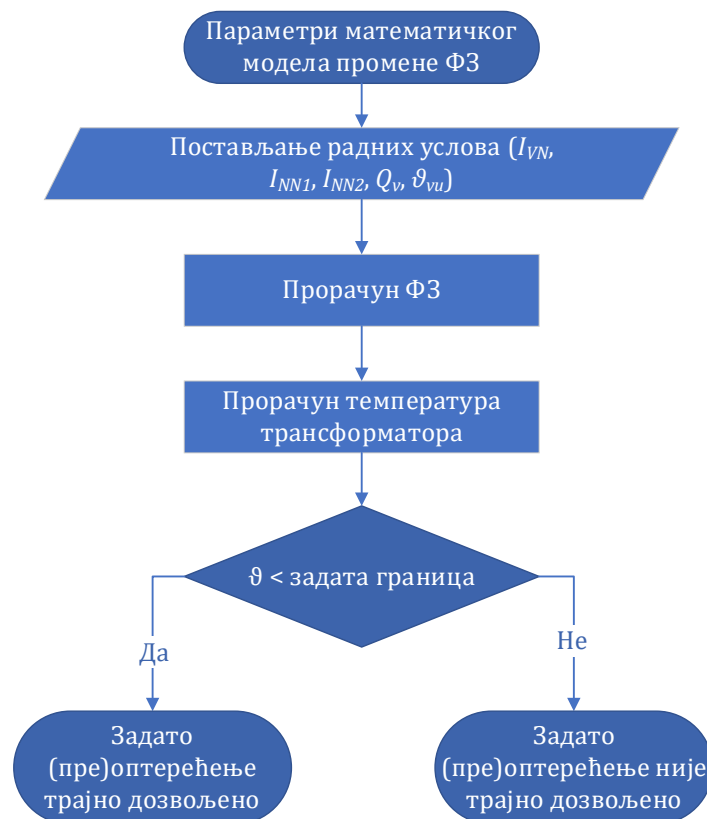 Параметри математичког
модела промене ФЗ
Постављање радних услова (I_VN,
I_NN1, I_NN2, Q_v, ϑ_vu)
Прорачун ФЗ
Прорачун температура
трансформатора
ϑ < задата граница
Да
Не
Задато
(пре)оптерећење
трајно дозвољено
Задато
(пре)оптерећење није
трајно дозвољено